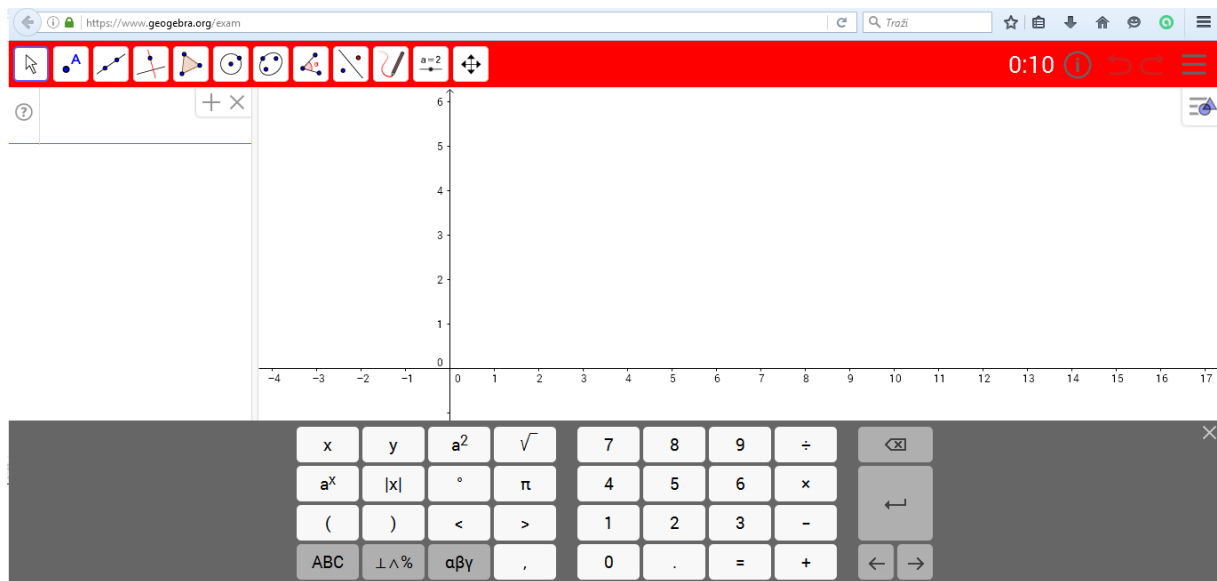 https://www.geogebra.org/exam
Traži
A
α
a = 2
0:10
6
5
4
3
2
1
0
−4 −3 −2 −1 0 1 2 3 4 5 6 7 8 9 10 11 12 13 14 15 16 17
x y a² √ 7 8 9 ÷
aˣ |x| ° π 4 5 6 ×
( ) < > 1 2 3 −
ABC ⊥∧% αβγ , 0 . = +